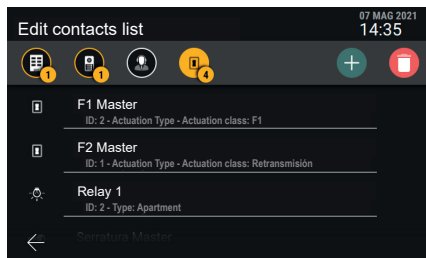 07 MAG 2021
Edit contacts list
14:35
1
1
4
F1 Master
ID: 2 - Actuation Type - Actuation class: F1
F2 Master
ID: 1 - Actuation Type - Actuation class: Retransmisión
Relay 1
ID: 2 - Type: Apartment
Serratura Master